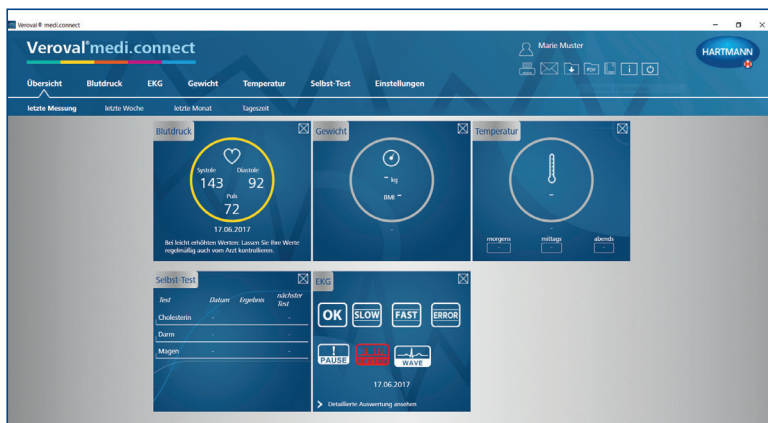 Veroval® medi.connect
Veroval® medi.connect
Marie Muster
HARTMANN
PDF
i
Übersicht Blutdruck EKG Gewicht Temperatur Selbst-Test Einstellungen
letzte Messung letzte Woche letzte Monat Tageszeit
Blutdruck
Systole Diastole
143 92
Puls
72
17.06.2017
Bei leicht erhöhten Werten: Lassen Sie Ihre Werte
regelmäßig auch vom Arzt kontrollieren.
Gewicht
- kg
BMI -
-
Temperatur
-
morgens mittags abends
- - -
Selbst-Test
Test Datum Ergebnis nächster
Test
Cholesterin - -
Darm - -
Magen - -
EKG
OK SLOW FAST ERROR
PAUSE WAVE
17.06.2017
Detaillierte Auswertung ansehen